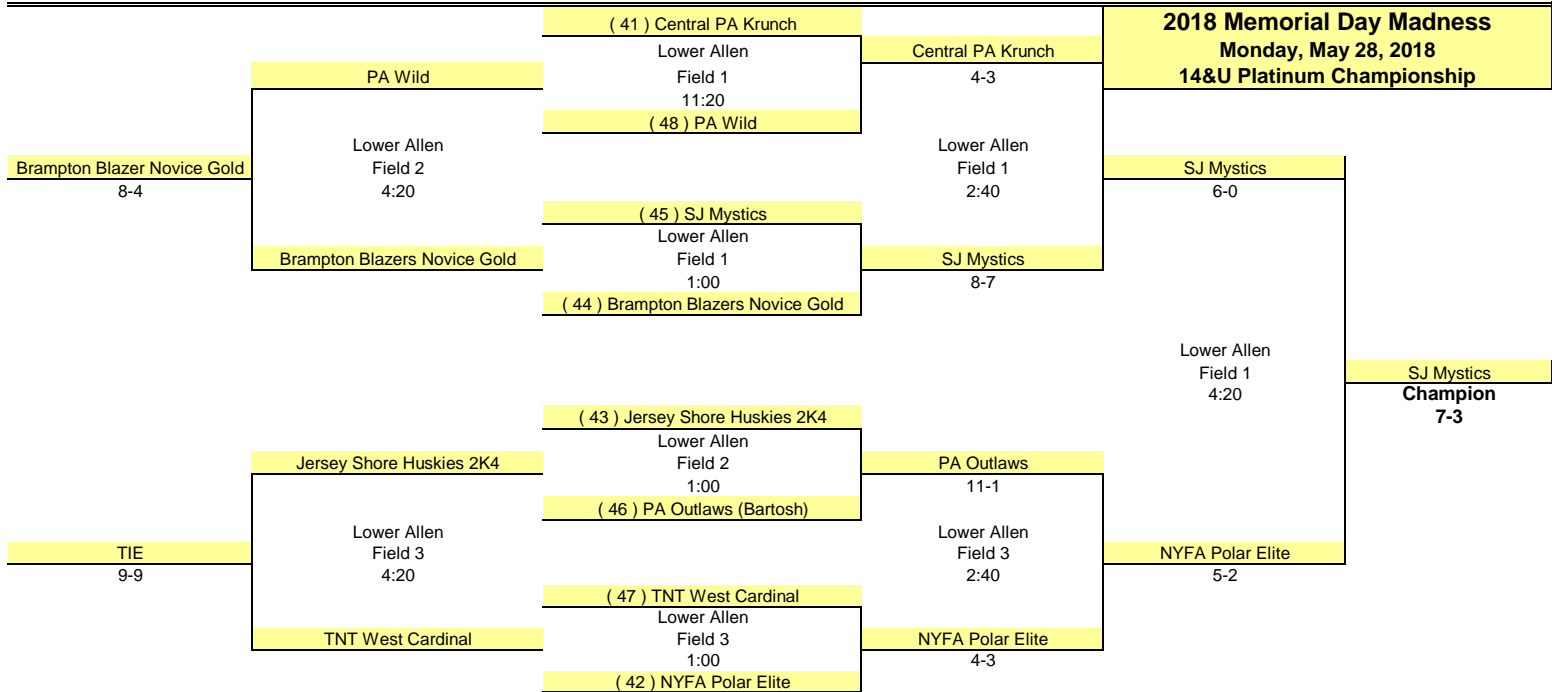 2018 Memorial Day Madness
Monday, May 28, 2018
14&U Platinum Championship
( 41 ) Central PA Krunch
Lower Allen
Field 1
11:20
( 48 ) PA Wild
Central PA Krunch
4-3
PA Wild
Lower Allen
Field 2
4:20
Brampton Blazer Novice Gold
8-4
Lower Allen
Field 1
2:40
SJ Mystics
6-0
( 45 ) SJ Mystics
Lower Allen
Field 1
1:00
( 44 ) Brampton Blazers Novice Gold
Brampton Blazers Novice Gold
SJ Mystics
8-7
Lower Allen
Field 1
4:20
SJ Mystics
Champion
7-3
( 43 ) Jersey Shore Huskies 2K4
Lower Allen
Field 2
1:00
( 46 ) PA Outlaws (Bartosh)
Jersey Shore Huskies 2K4
PA Outlaws
11-1
Lower Allen
Field 3
4:20
TIE
9-9
Lower Allen
Field 3
2:40
NYFA Polar Elite
5-2
( 47 ) TNT West Cardinal
Lower Allen
Field 3
1:00
( 42 ) NYFA Polar Elite
TNT West Cardinal
NYFA Polar Elite
4-3